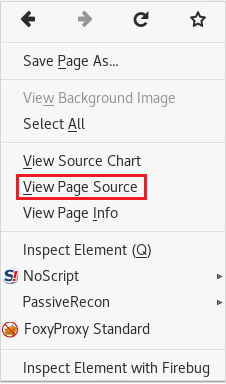 Save Page As...
View Background Image
Select All
View Source Chart
View Page Source
View Page Info
Inspect Element (Q)
NoScript
PassiveRecon
FoxyProxy Standard
Inspect Element with Firebug